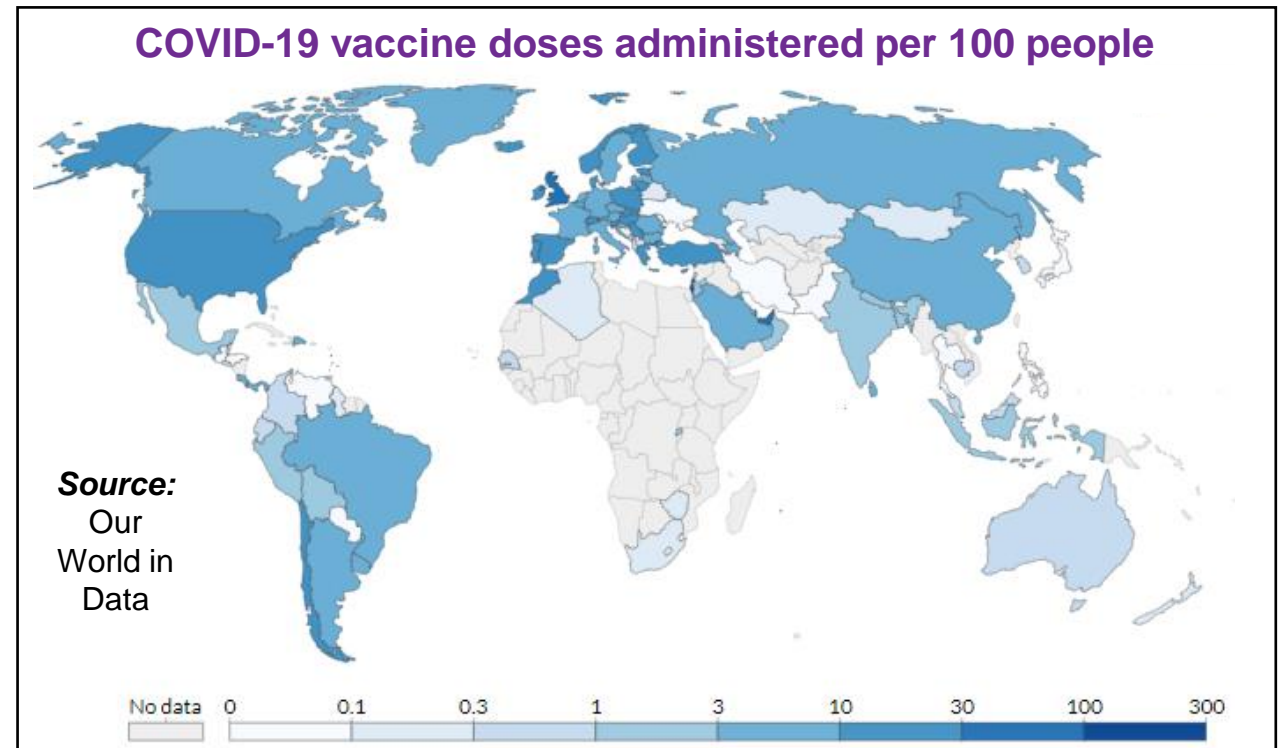 COVID-19 vaccine doses administered per 100 people
Source:
Our
World in
Data
No data 0 0.1 0.3 1 3 10 30 100 300